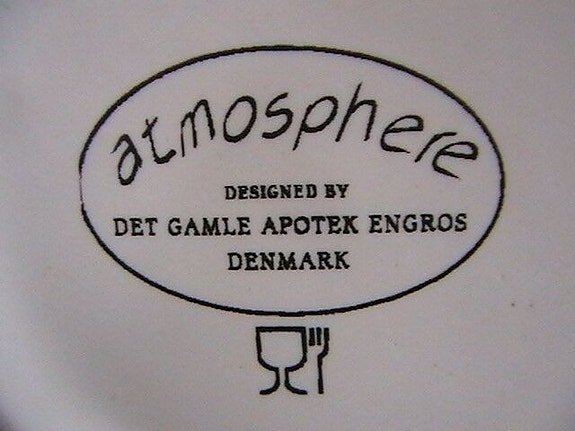 atmosphere
DESIGNED BY
DET GAMLE APOTEK ENGROS
DENMARK